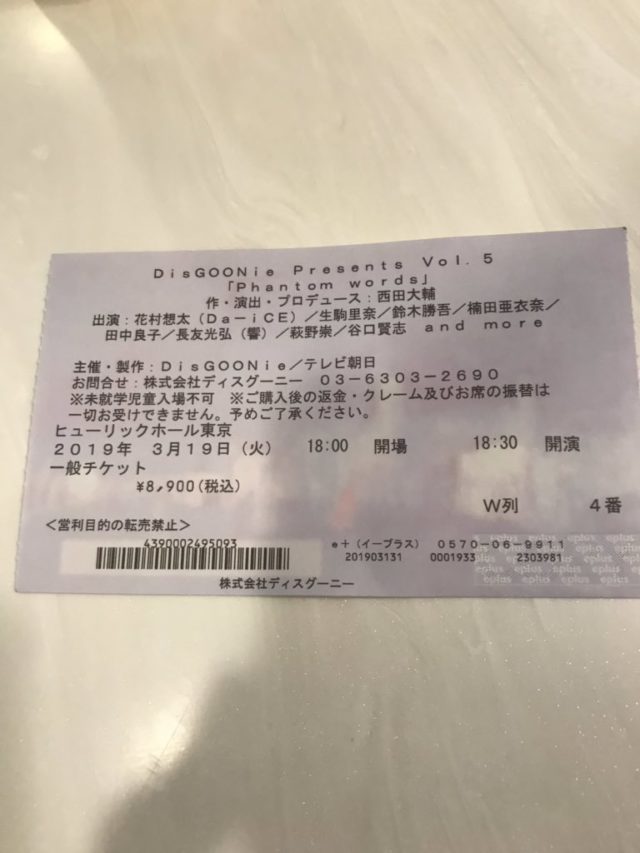 DisGOONie Presents Vol.5
「Phantom words」
作・演出・プロデュース：西田大輔
出演：花村想太（Da－iCE）／生駒里奈／鈴木勝吾／楠田亜衣奈／
田中良子／長友光弘（響）／萩野崇／谷口賢志 and more
主催・製作：DisGOONie／テレビ朝日
お問合せ：株式会社ディスグーニー 03－6303－2690
※未就学児童入場不可 ※ご購入後の返金・クレーム及びお席の振替は
一切お受けできません。予めご了承ください。
ヒューリックホール東京
2019年 3月19日（火） 18:00 開場 18:30 開演
一般チケット
¥8,900(税込)
W列 4番
＜営利目的の転売禁止＞
4390002495093
e＋（イープラス） 0570－06－9911
201903131 0001933 2303981
株式会社ディスグーニー
eplus eplus eplus eplus